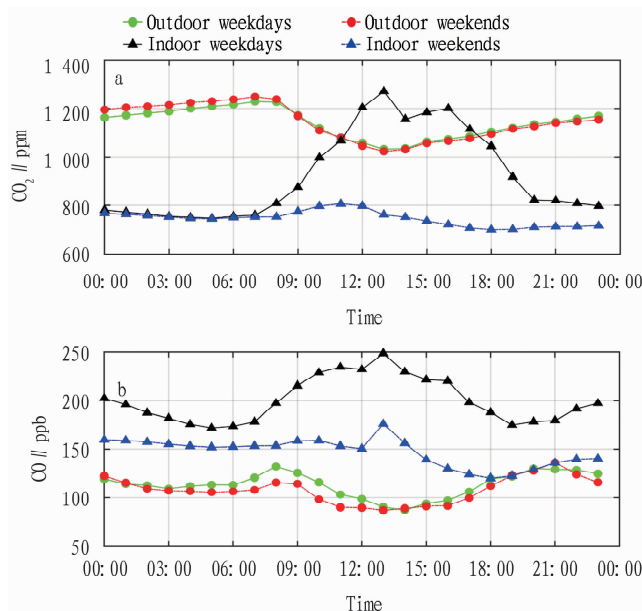 Outdoor weekdays Outdoor weekends
Indoor weekdays Indoor weekends
a
1 400
1 200
1 000
800
600
CO₂ // ppm
00:00 03:00 06:00 09:00 12:00 15:00 18:00 21:00 00:00
Time
b
250
200
150
100
50
CO // ppb
00:00 03:00 06:00 09:00 12:00 15:00 18:00 21:00 00:00
Time